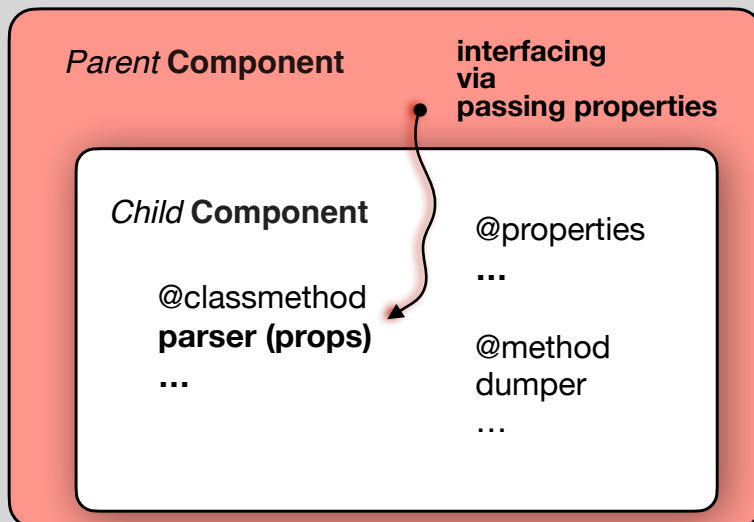 Parent Component
interfacing
via
passing properties
Child Component
@classmethod
parser (props)
...
@properties
...
@method
dumper
...